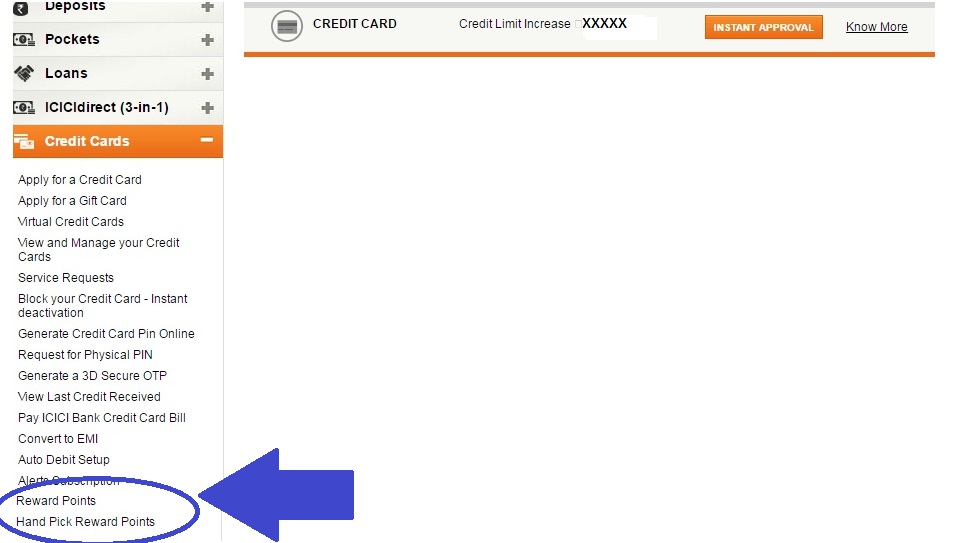 Deposits
Pockets
Loans
ICICIdirect (3-in-1)
Credit Cards
Apply for a Credit Card
Apply for a Gift Card
Virtual Credit Cards
View and Manage your Credit
Cards
Service Requests
Block your Credit Card - Instant
deactivation
Generate Credit Card Pin Online
Request for Physical PIN
Generate a 3D Secure OTP
View Last Credit Received
Pay ICICI Bank Credit Card Bill
Convert to EMI
Auto Debit Setup
Alerts Subscription
Reward Points
Hand Pick Reward Points
CREDIT CARD
Credit Limit Increase XXXXX
INSTANT APPROVAL
Know More